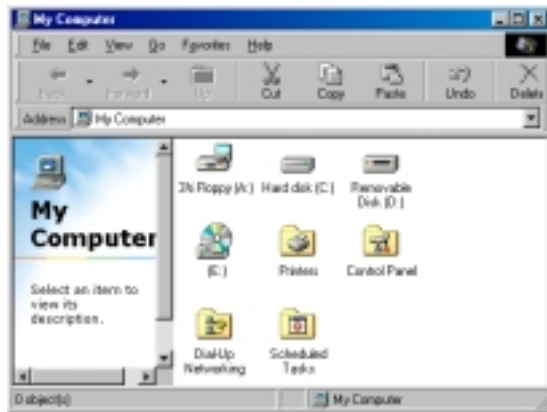 My Computer
File Edit View Go Favorites Help
Back Forward Up Cut Copy Paste Undo Delete
Address My Computer
My
Computer
Select an item to
view its
description.
3½ Floppy (A:) Hard disk (C:) Removable
Disk (D:)
(E:) Printers Control Panel
Dial-Up
Networking
Scheduled
Tasks
0 object(s) My Computer